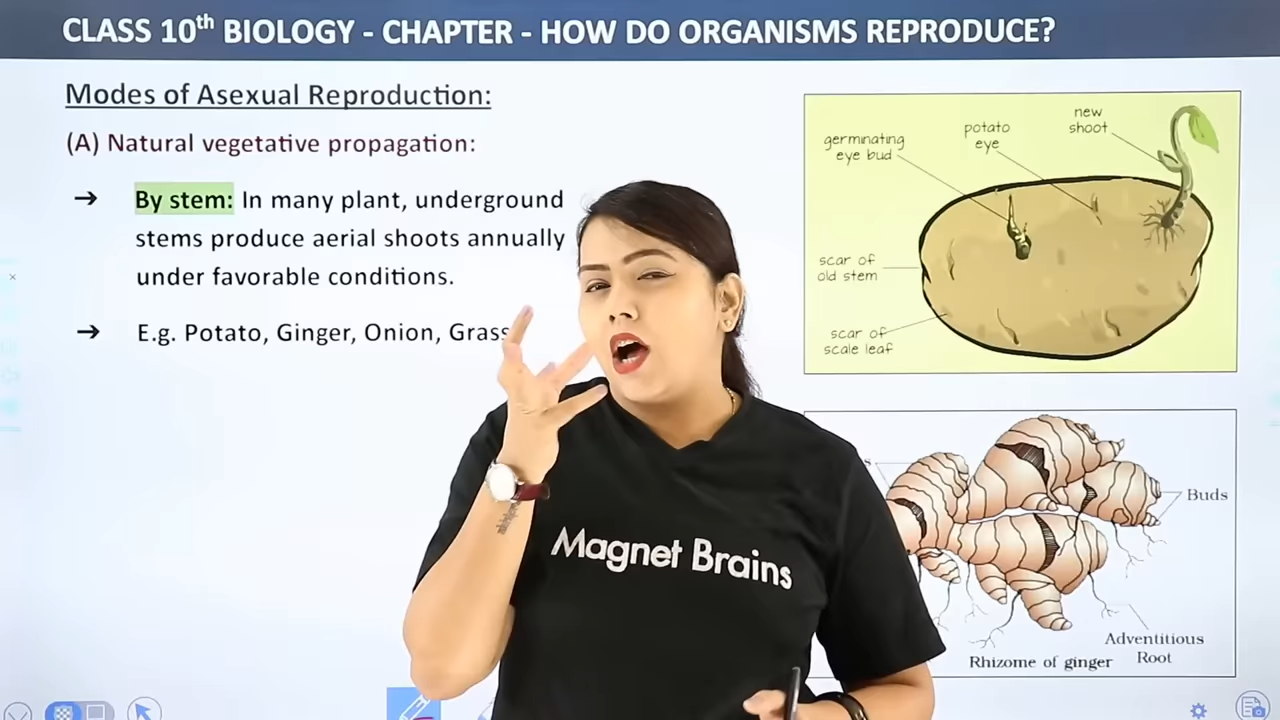 CLASS 10th BIOLOGY - CHAPTER - HOW DO ORGANISMS REPRODUCE?
Modes of Asexual Reproduction:
(A) Natural vegetative propagation:
→ By stem: In many plant, underground
stems produce aerial shoots annually
under favorable conditions.
→ E.g. Potato, Ginger, Onion, Grass
germinating
eye bud
potato
eye
new
shoot
scar of
old stem
scar of
scale leaf
Buds
Adventitious
Root
Rhizome of ginger
Magnet Brains